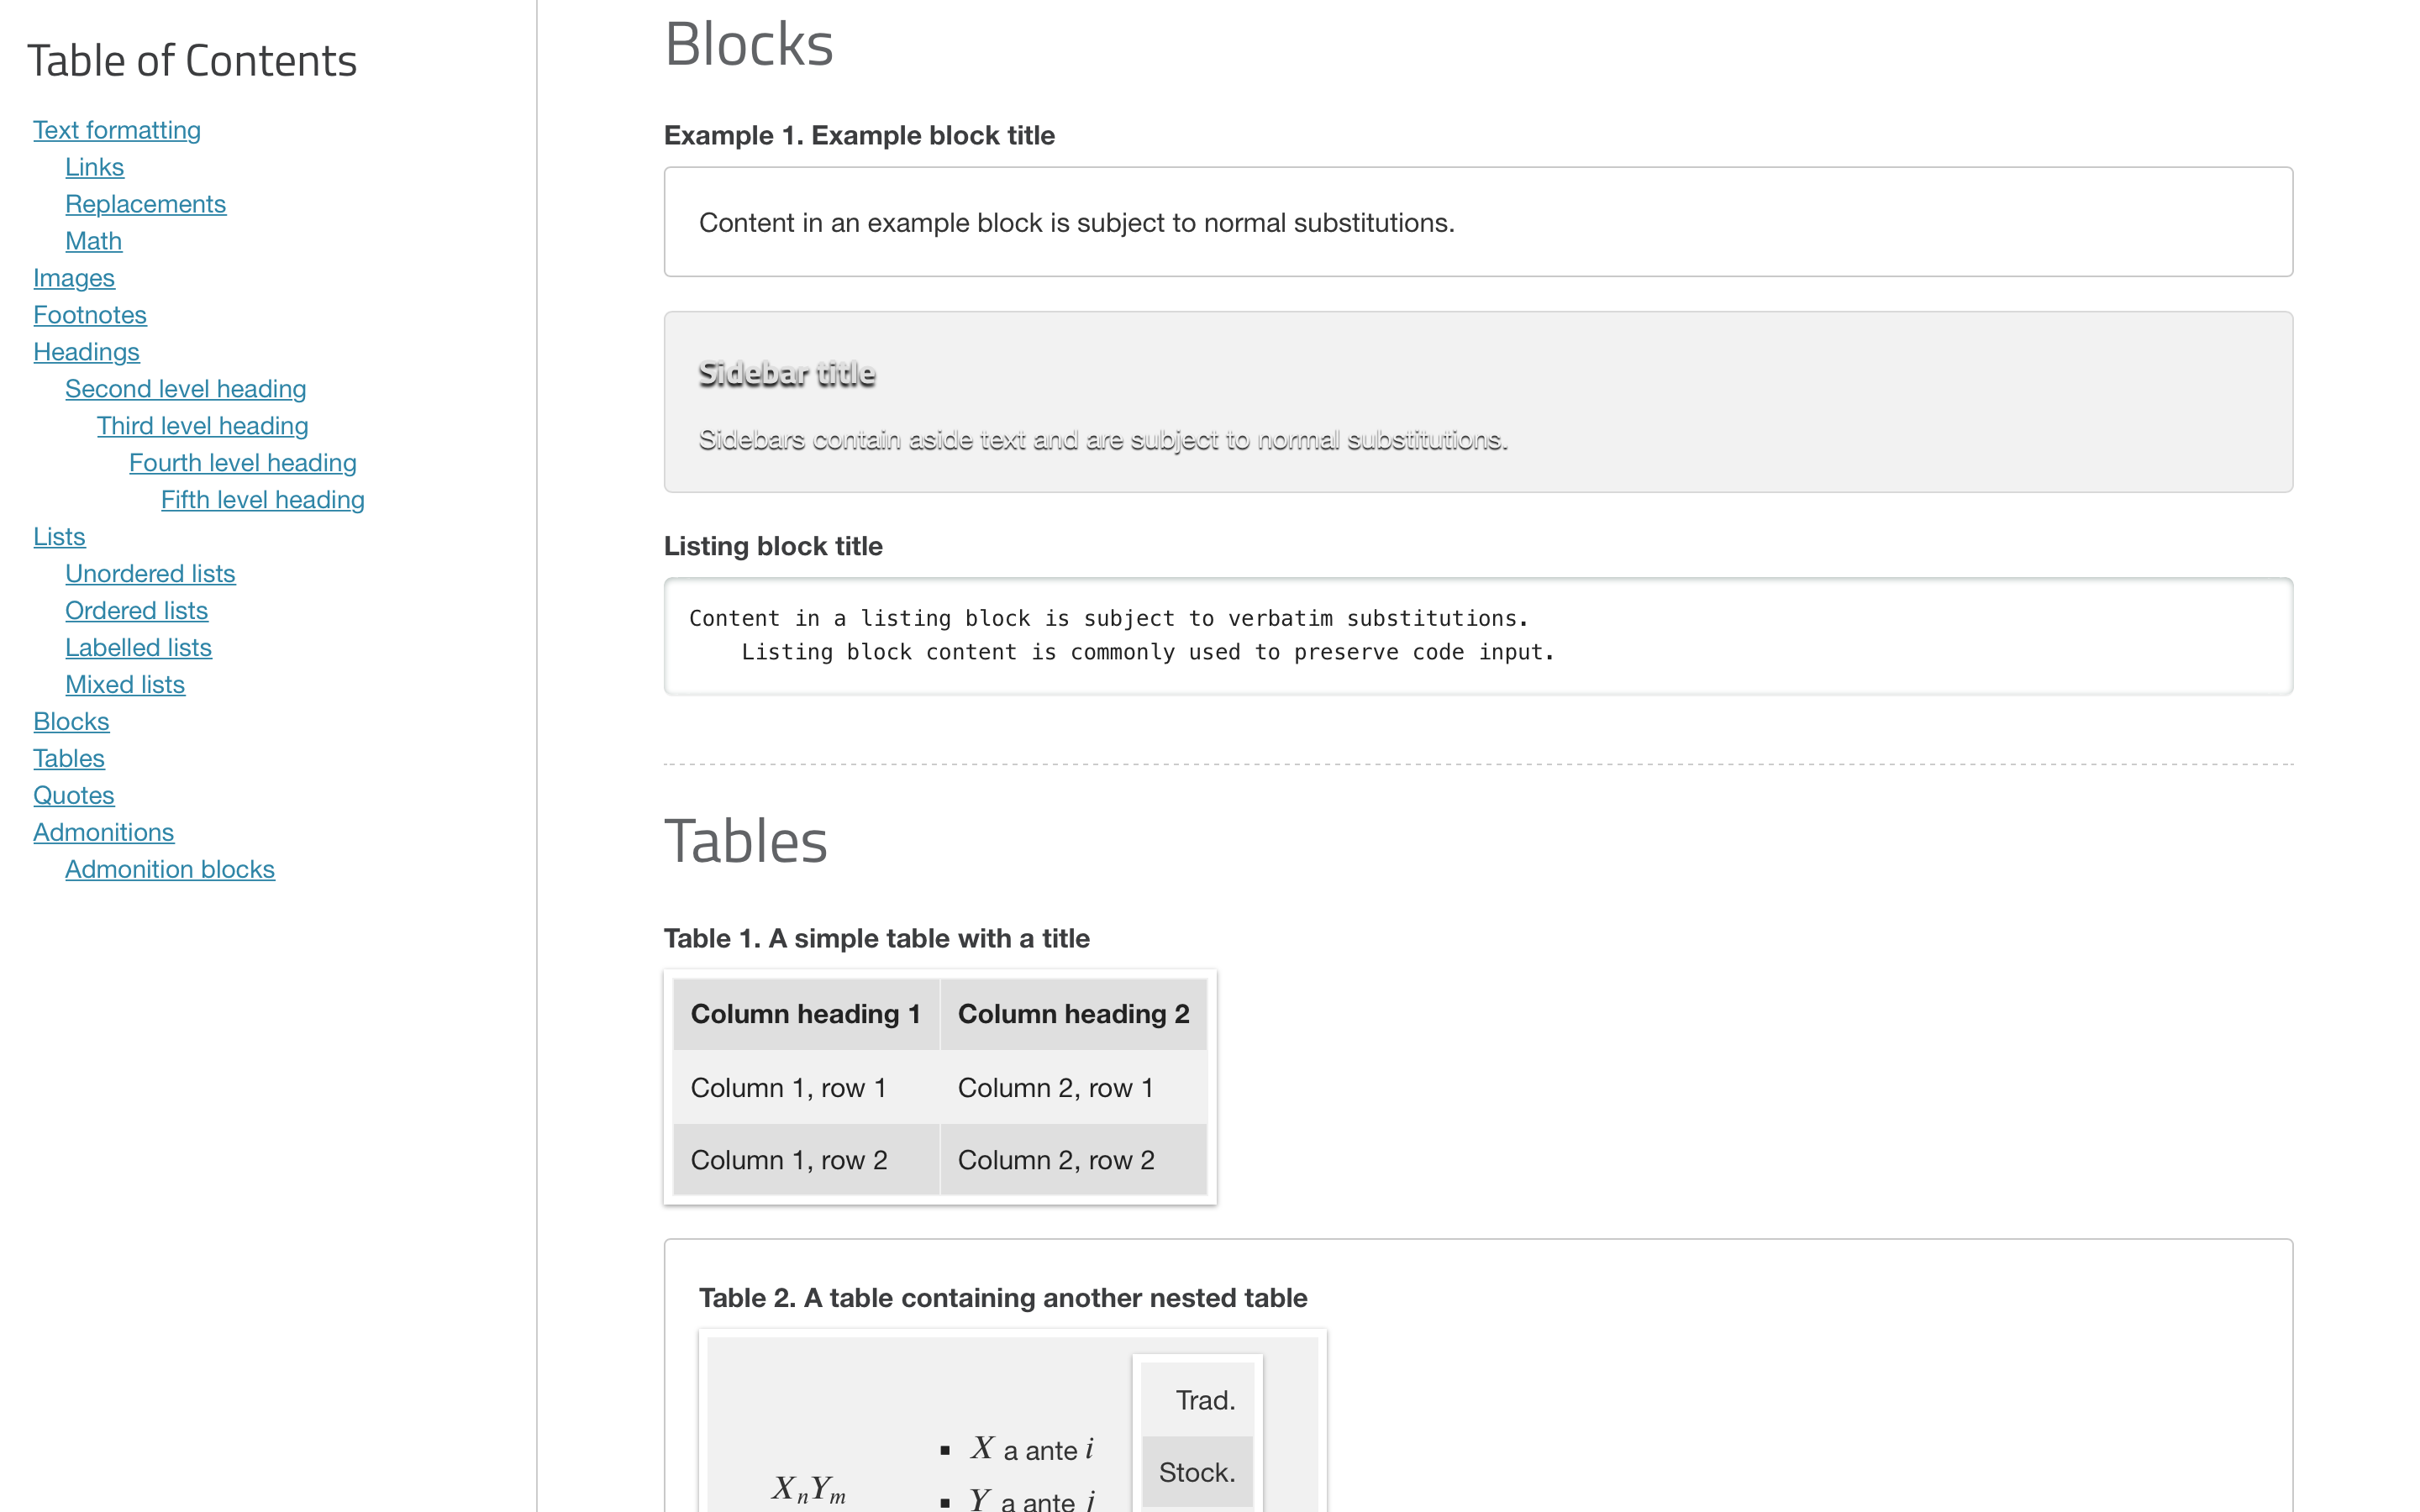 Table of Contents
Text formatting
Links
Replacements
Math
Images
Footnotes
Headings
Second level heading
Third level heading
Fourth level heading
Fifth level heading
Lists
Unordered lists
Ordered lists
Labelled lists
Mixed lists
Blocks
Tables
Quotes
Admonitions
Admonition blocks
Blocks
Example 1. Example block title
Content in an example block is subject to normal substitutions.
Sidebar title
Sidebars contain aside text and are subject to normal substitutions.
Listing block title
Content in a listing block is subject to verbatim substitutions.
    Listing block content is commonly used to preserve code input.
Tables
Table 1. A simple table with a title
Column heading 1 Column heading 2
Column 1, row 1 Column 2, row 1
Column 1, row 2 Column 2, row 2
Table 2. A table containing another nested table
XnYm
▪ X a ante i
▪ Y a ante j
Trad.
Stock.